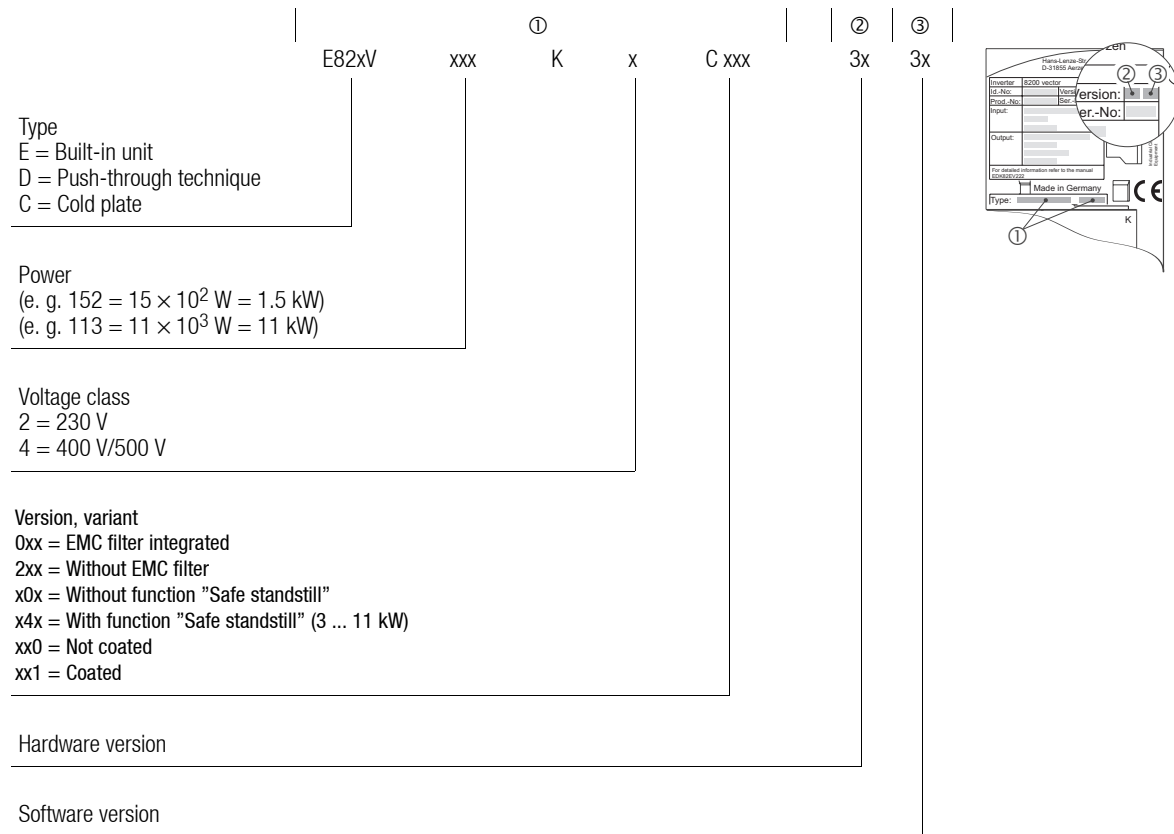 ① ② ③
E82xV xxx K x C xxx 3x 3x
Type
E = Built-in unit
D = Push-through technique
C = Cold plate
Power
(e. g. 152 = 15 × 10² W = 1.5 kW)
(e. g. 113 = 11 × 10³ W = 11 kW)
Voltage class
2 = 230 V
4 = 400 V/500 V
Version, variant
0xx = EMC filter integrated
2xx = Without EMC filter
x0x = Without function ”Safe standstill”
x4x = With function ”Safe standstill” (3 ... 11 kW)
xx0 = Not coated
xx1 = Coated
Hardware version
Software version
Hans-Lenze-Str
D-31855 Aerze
② ③
Inverter 8200 vector
Id.-No: Versi
Version:
Prod.-No: Ser.-
er.-No:
Input:
Output:
Industrial C
Equipment
For detailed information refer to the manual
EDK82EV222
Made in Germany
CE
Type:
K
①